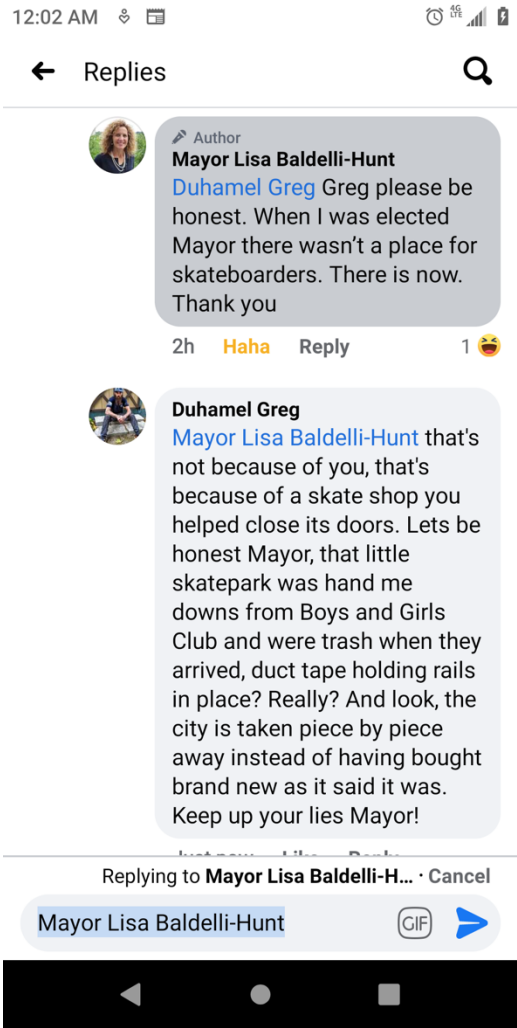 12:02 AM
4G
LTE
Replies
Author
Mayor Lisa Baldelli-Hunt
Duhamel Greg Greg please be
honest. When I was elected
Mayor there wasn't a place for
skateboarders. There is now.
Thank you
2h Haha Reply 1
Duhamel Greg
Mayor Lisa Baldelli-Hunt that's
not because of you, that's
because of a skate shop you
helped close its doors. Lets be
honest Mayor, that little
skatepark was hand me
downs from Boys and Girls
Club and were trash when they
arrived, duct tape holding rails
in place? Really? And look, the
city is taken piece by piece
away instead of having bought
brand new as it said it was.
Keep up your lies Mayor!
Just now Like Reply
Replying to Mayor Lisa Baldelli-H... · Cancel
Mayor Lisa Baldelli-Hunt
GIF